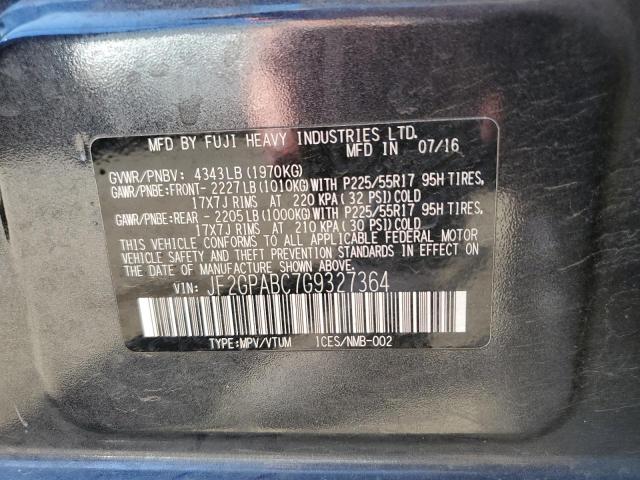 MFD BY FUJI HEAVY INDUSTRIES LTD.
MFD IN 07/16
GVWR/PNBV: 4343LB(1970KG)
GAWR/PNBE:FRONT- 2227LB(1010KG)WITH P225/55R17 95H TIRES,
17X7J RIMS AT 220 KPA(32 PSI)COLD
GAWR/PNBE:REAR - 2205LB(1000KG)WITH P225/55R17 95H TIRES,
17X7J RIMS AT 210 KPA(30 PSI)COLD
THIS VEHICLE CONFORMS TO ALL APPLICABLE FEDERAL MOTOR
VEHICLE SAFETY AND THEFT PREVENTION STANDARDS IN EFFECT ON
THE DATE OF MANUFACTURE SHOWN ABOVE.
VIN: JF2GPABC7G9327364
TYPE:MPV/VTUM ICES/NMB-002